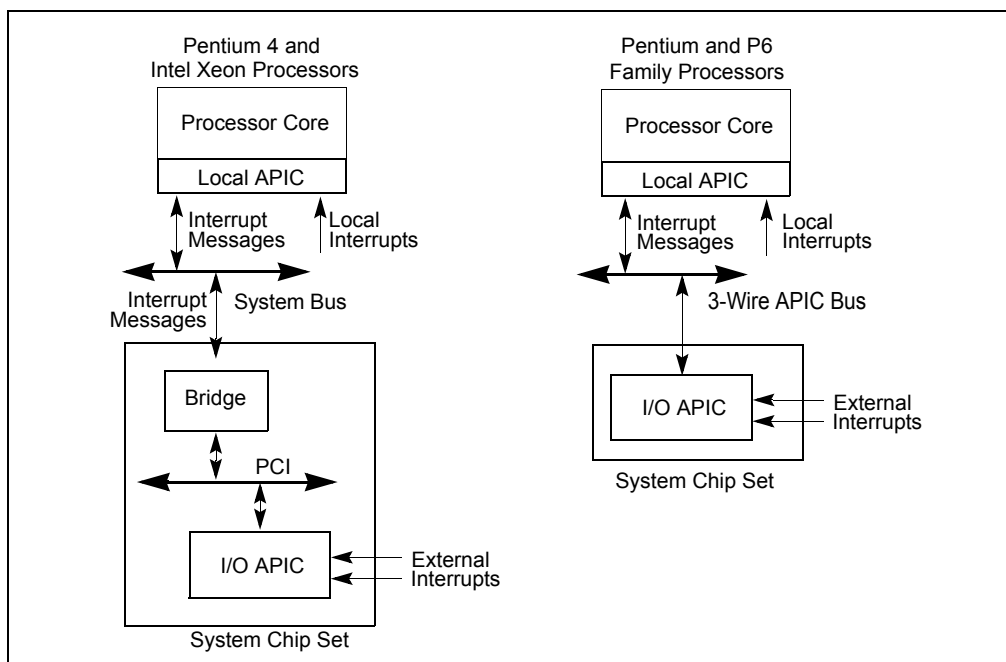 Pentium 4 and
Intel Xeon Processors
Processor Core
Local APIC
Interrupt
Messages
Local
Interrupts
Interrupt
Messages
System Bus
Bridge
PCI
I/O APIC
External
Interrupts
System Chip Set
Pentium and P6
Family Processors
Processor Core
Local APIC
Interrupt
Messages
Local
Interrupts
3-Wire APIC Bus
I/O APIC
External
Interrupts
System Chip Set